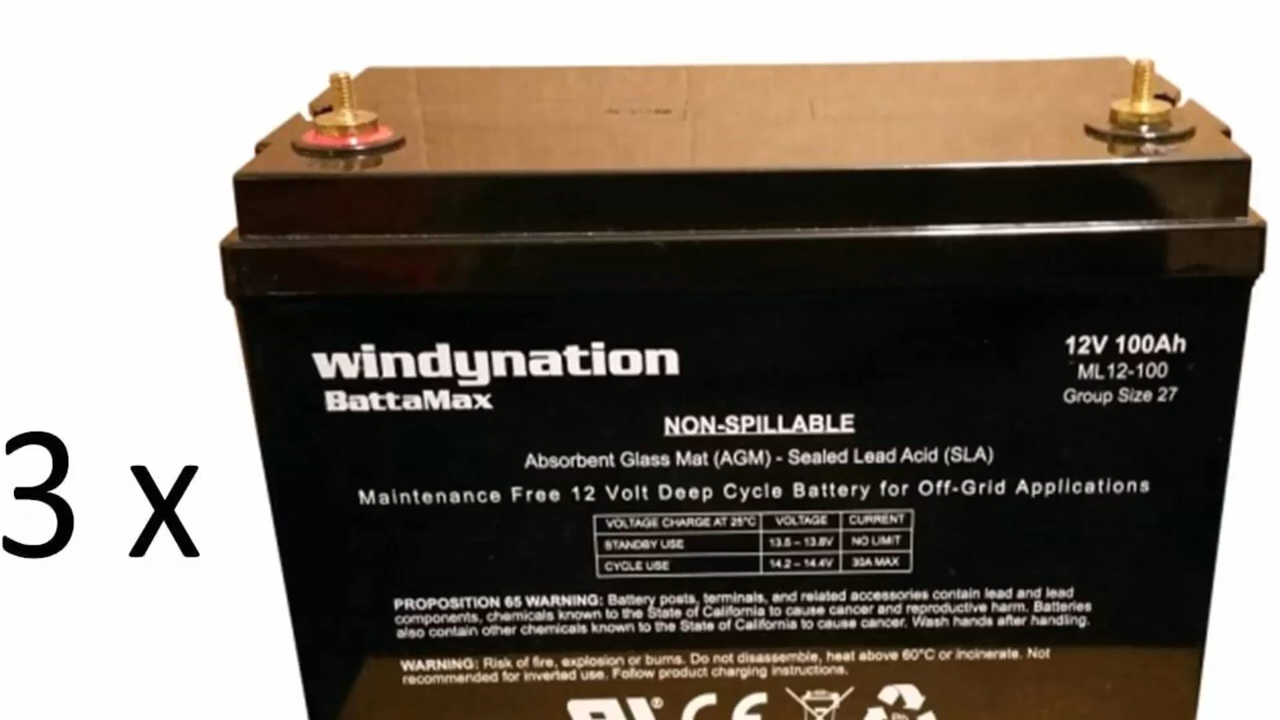 3 x
windynation
BattaMax
12V 100Ah
ML12-100
Group Size 27
NON-SPILLABLE
Absorbent Glass Mat (AGM) - Sealed Lead Acid (SLA)
Maintenance Free 12 Volt Deep Cycle Battery for Off-Grid Applications
VOLTAGE CHARGE AT 25°C VOLTAGE CURRENT
STANDBY USE 13.5 – 13.8V NO LIMIT
CYCLE USE 14.2 – 14.4V 30A MAX
PROPOSITION 65 WARNING: Battery posts, terminals, and related accessories contain lead and lead
components, chemicals known to the State of California to cause cancer and reproductive harm. Batteries
also contain other chemicals known to the State of California to cause cancer. Wash hands after handling.
WARNING: Risk of fire, explosion or burns. Do not disassemble, heat above 60°C or incinerate. Not
recommended for inverted use. Follow product charging instructions.
CE